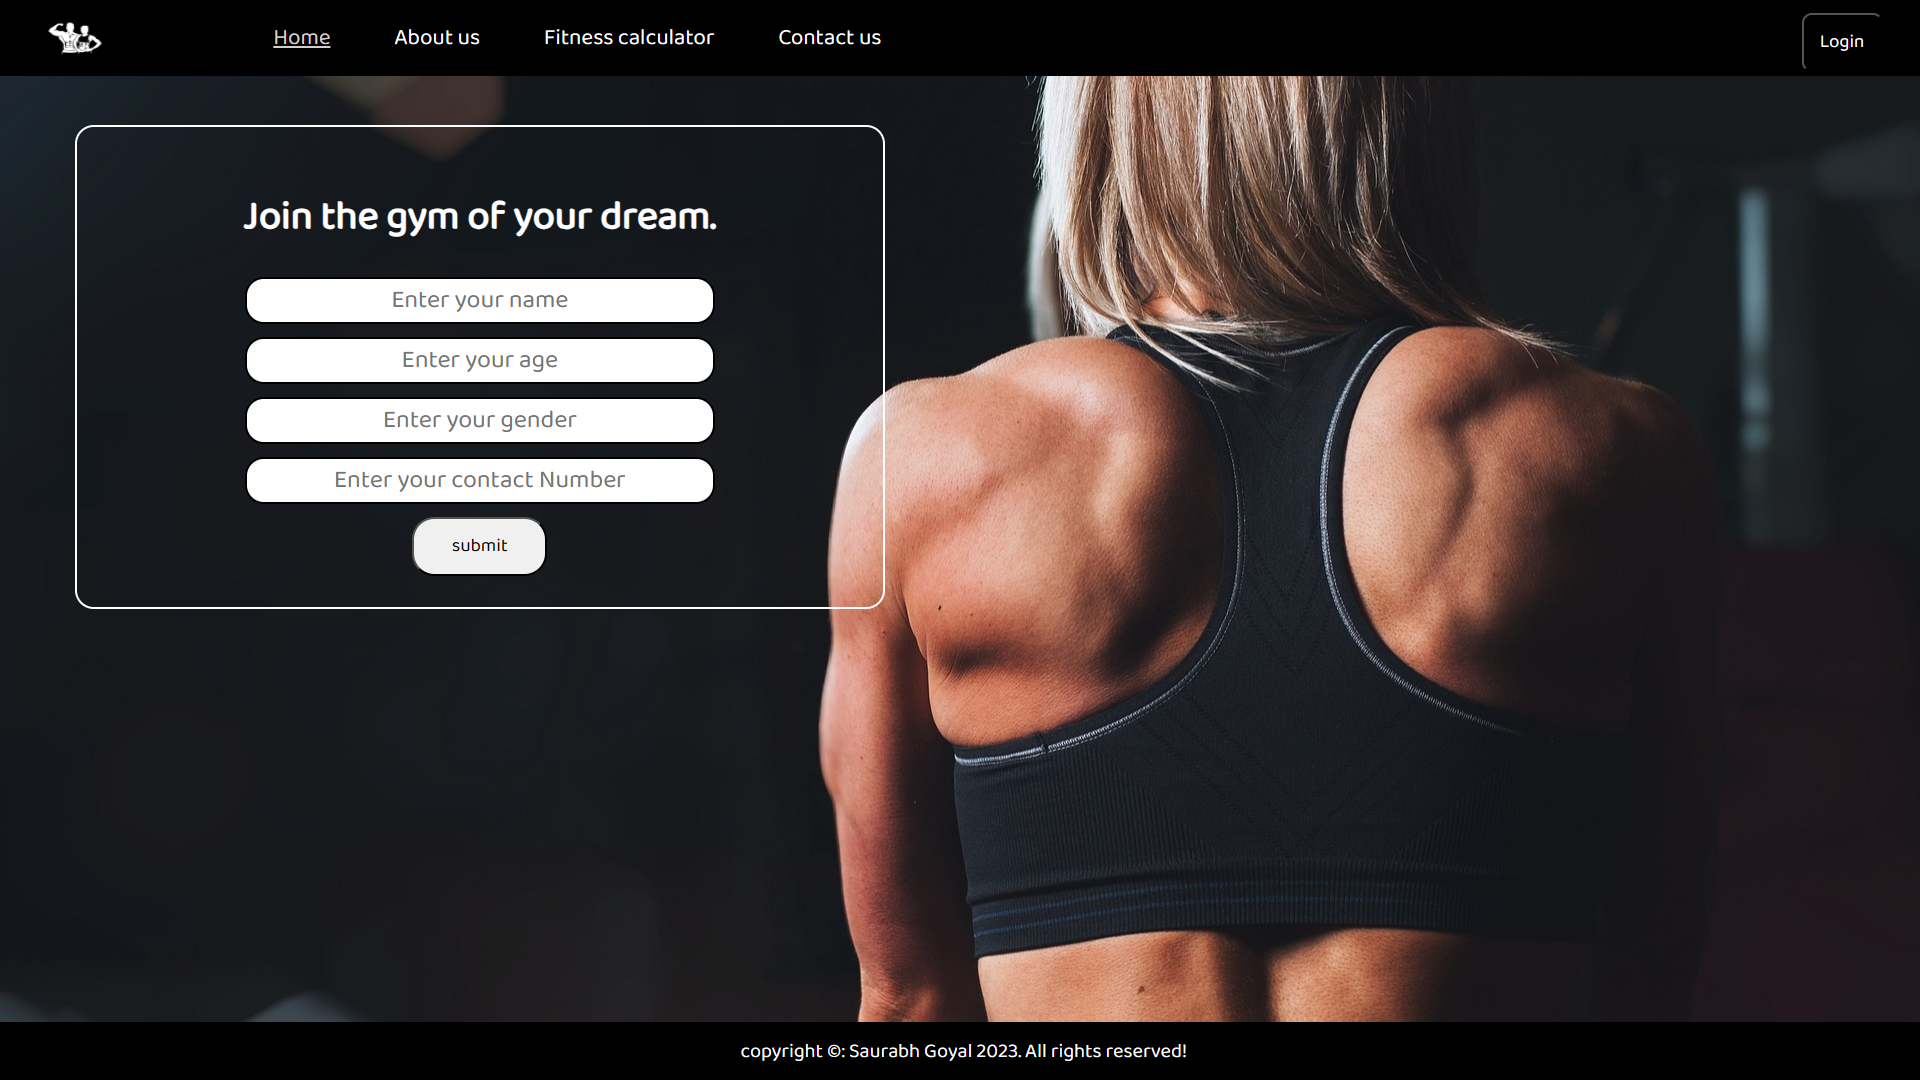 Home
About us
Fitness calculator
Contact us
Login
Join the gym of your dream.
Enter your name
Enter your age
Enter your gender
Enter your contact Number
submit
copyright ©: Saurabh Goyal 2023. All rights reserved!